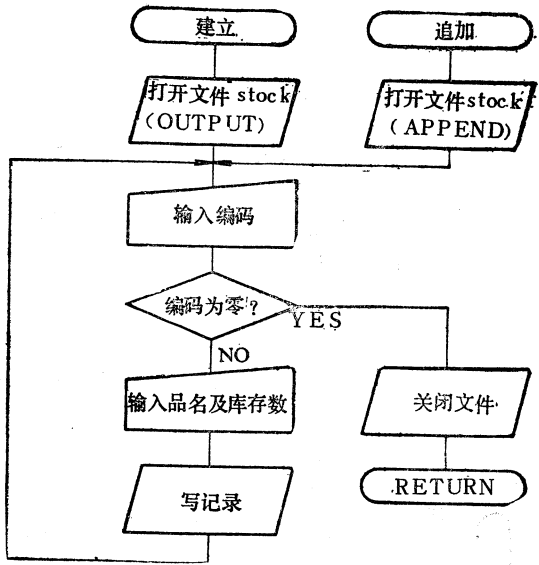 建立
追加
打开文件 stock
(OUTPUT)
打开文件stock
(APPEND)
输入编码
编码为零?
YES
NO
输入品名及库存数
关闭文件
写记录
RETURN